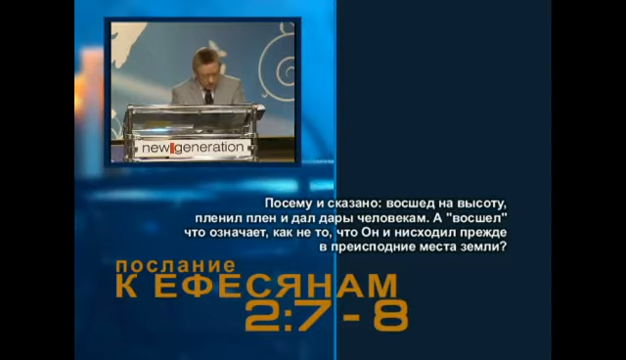 new generation
Посему и сказано: восшед на высоту,
пленил плен и дал дары человекам. А "восшел"
что означает, как не то, что Он и нисходил прежде
в преисподние места земли?
послание
К ЕФЕСЯНАМ
2:7 - 8